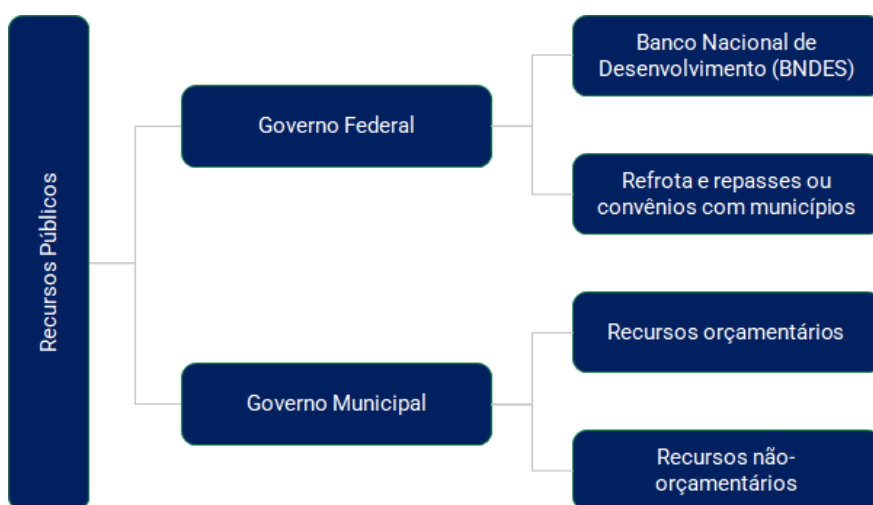 Recursos Públicos
Governo Federal
Banco Nacional de
Desenvolvimento (BNDES)
Refrota e repasses ou
convênios com municípios
Governo Municipal
Recursos orçamentários
Recursos não-
orçamentários